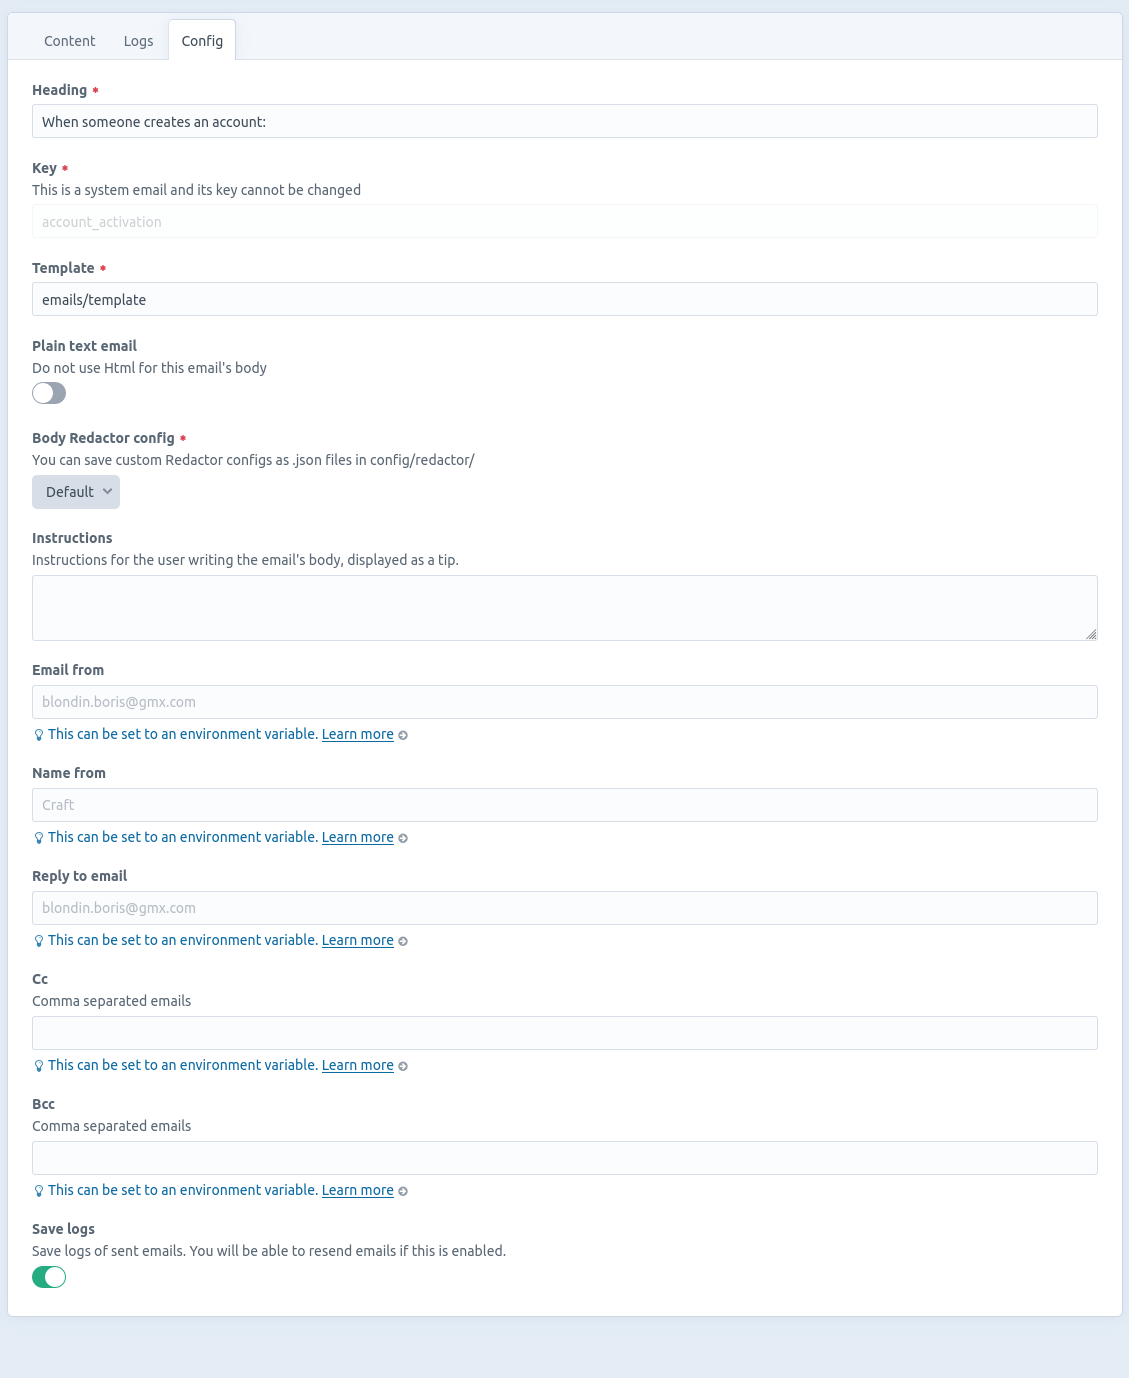 Content Logs Config
Heading *
When someone creates an account:
Key *
This is a system email and its key cannot be changed
account_activation
Template *
emails/template
Plain text email
Do not use Html for this email's body
Body Redactor config *
You can save custom Redactor configs as .json files in config/redactor/
Default
Instructions
Instructions for the user writing the email's body, displayed as a tip.
Email from
blondin.boris@gmx.com
This can be set to an environment variable. Learn more
Name from
Craft
This can be set to an environment variable. Learn more
Reply to email
blondin.boris@gmx.com
This can be set to an environment variable. Learn more
Cc
Comma separated emails
This can be set to an environment variable. Learn more
Bcc
Comma separated emails
This can be set to an environment variable. Learn more
Save logs
Save logs of sent emails. You will be able to resend emails if this is enabled.